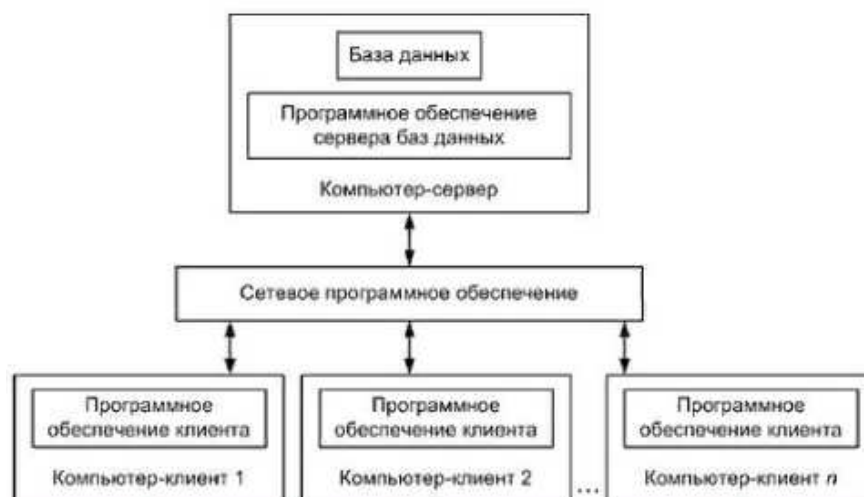 База данных
Программное обеспечение
сервера баз данных
Компьютер-сервер
Сетевое программное обеспечение
Программное
обеспечение клиента
Компьютер-клиент 1
Программное
обеспечение клиента
Компьютер-клиент 2
...
Программное
обеспечение клиента
Компьютер-клиент n